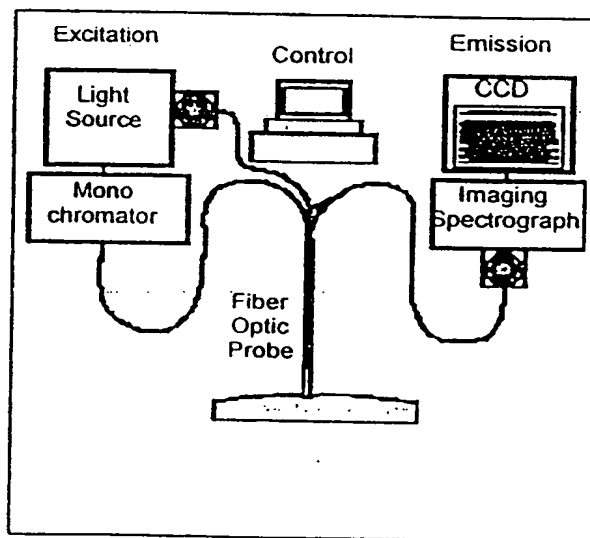 Excitation
Control
Emission
Light
Source
CCD
Mono
chromator
Imaging
Spectrograph
Fiber
Optic
Probe